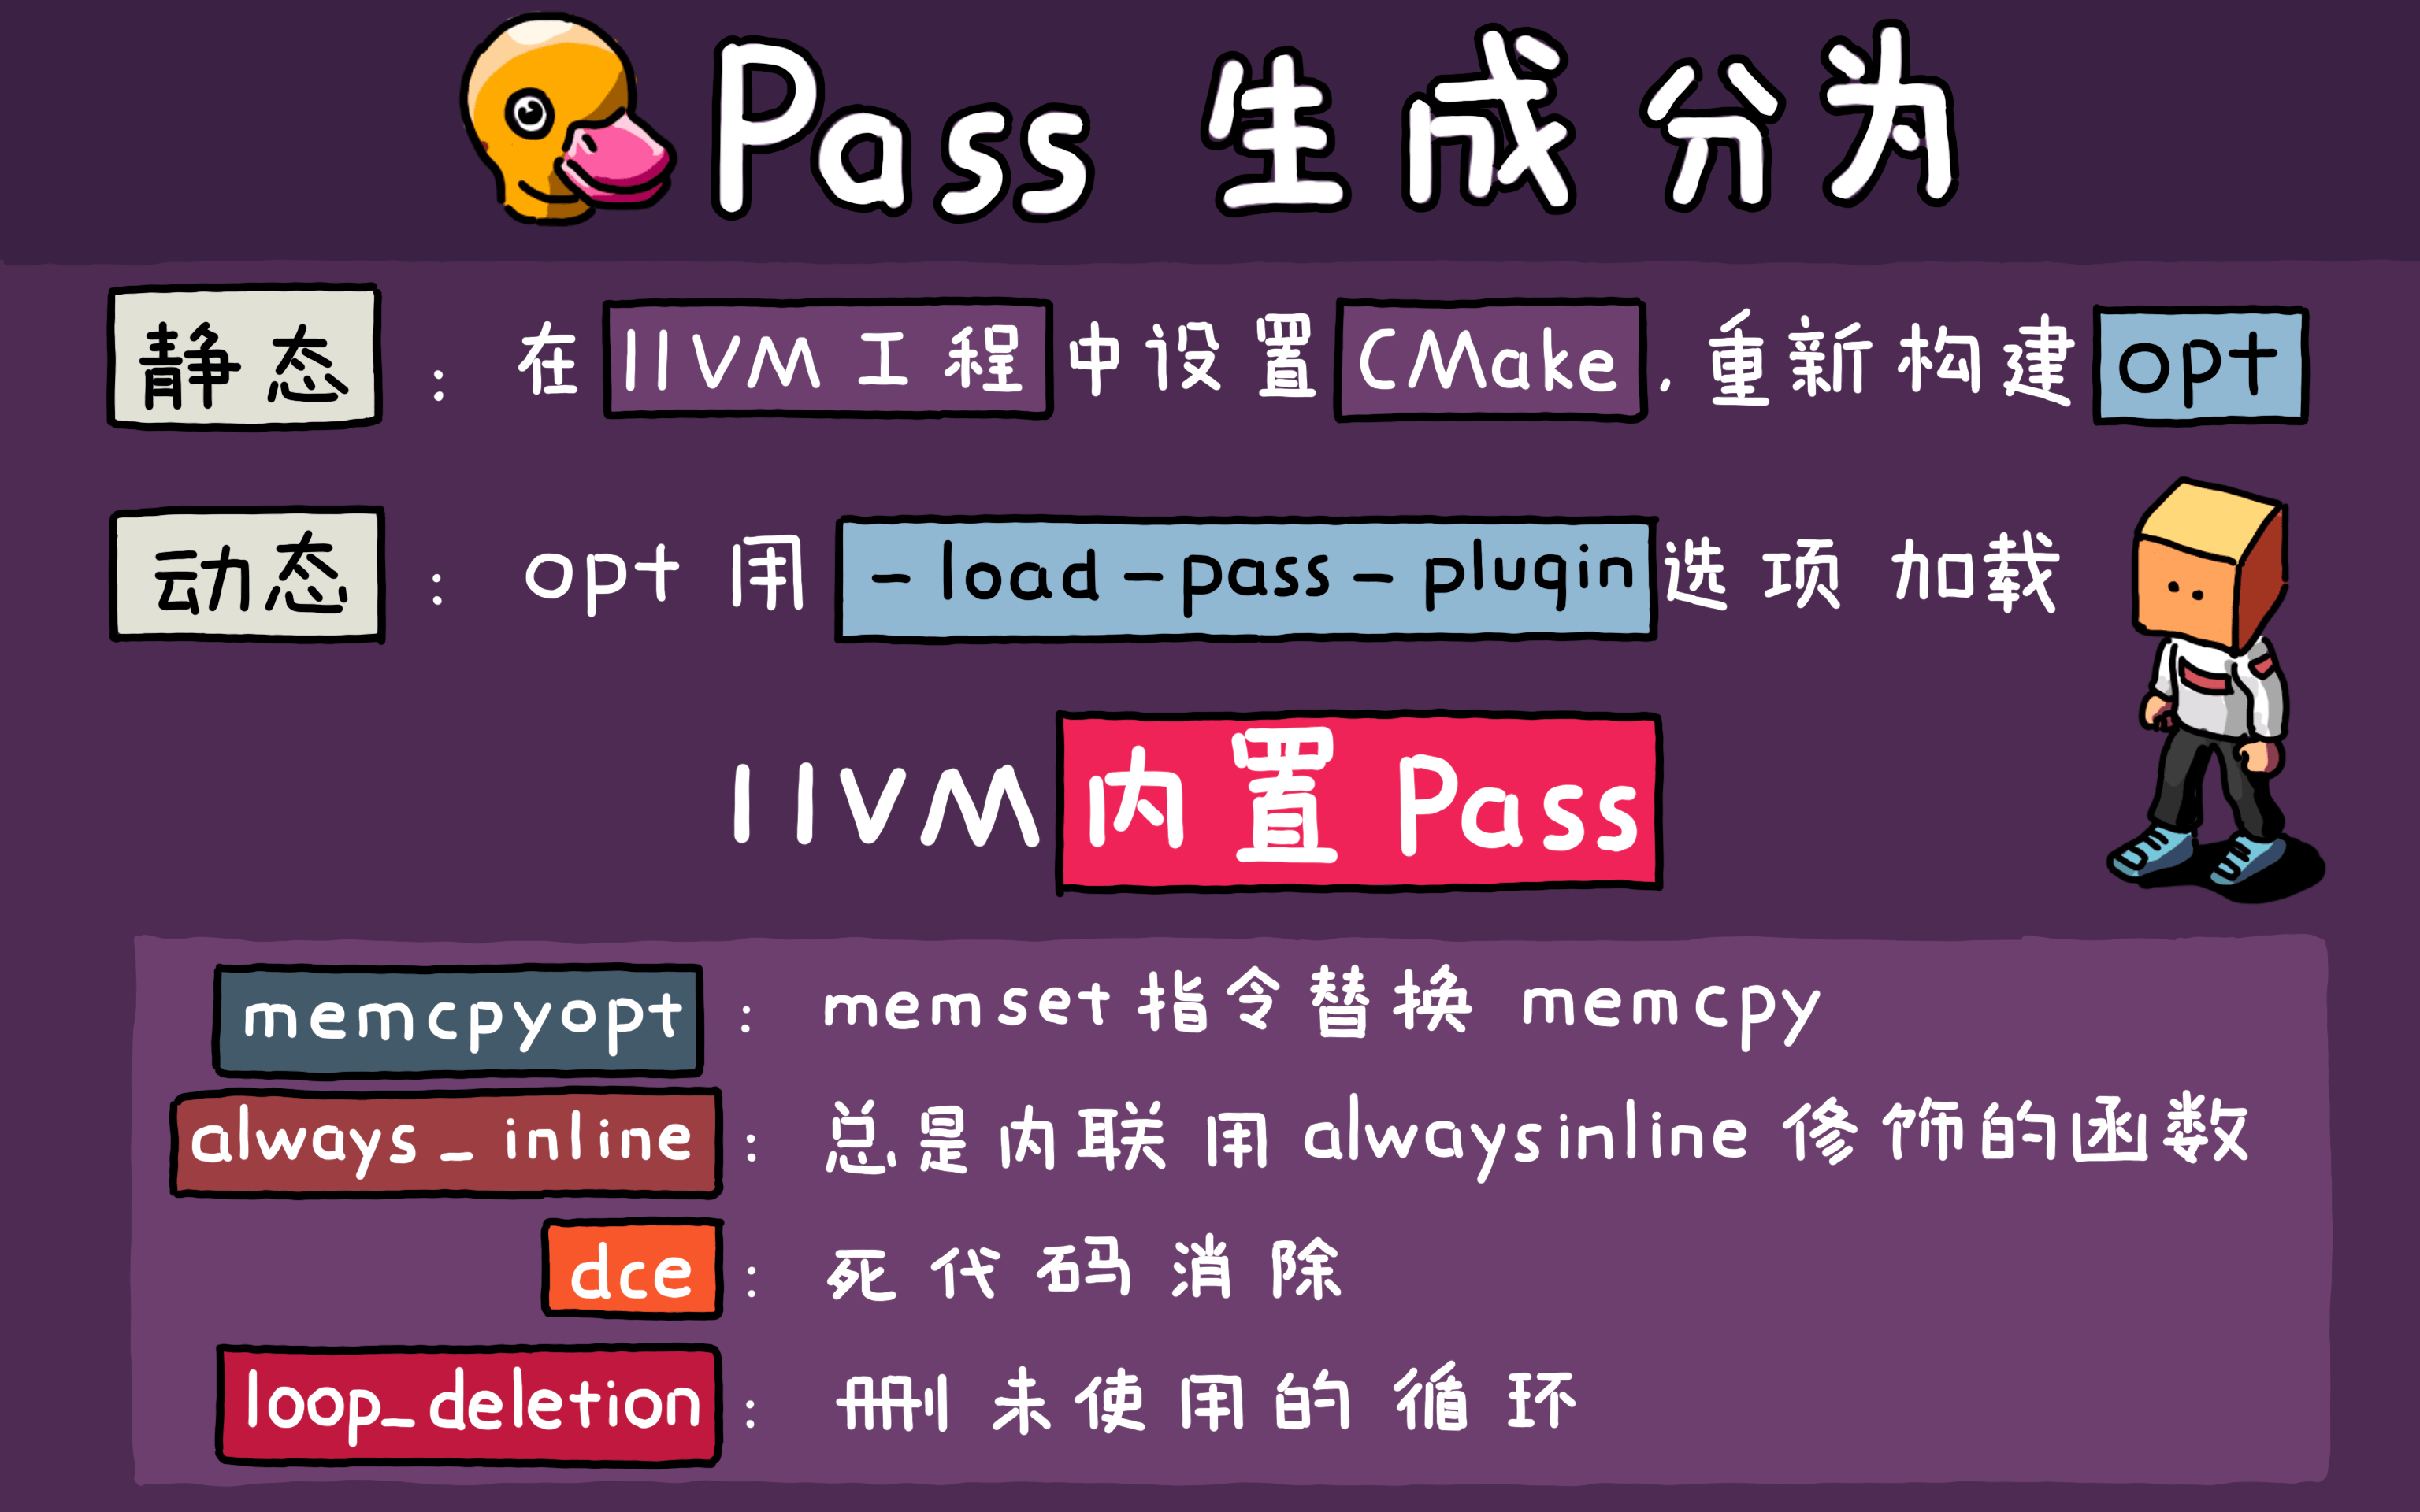 Pass 生成分为
静态 : 在 llVM 工程 中设置 CMake , 重新构建 opt
动态 : opt 用 -load-pass-plugin 选项 加载
llVM 内置 Pass
memcpyopt : memset 指令替换 memcpy
always_inline : 总是内联用 alwaysinline 修饰的函数
dce : 死代码消除
loop_deletion : 删未使用的循环